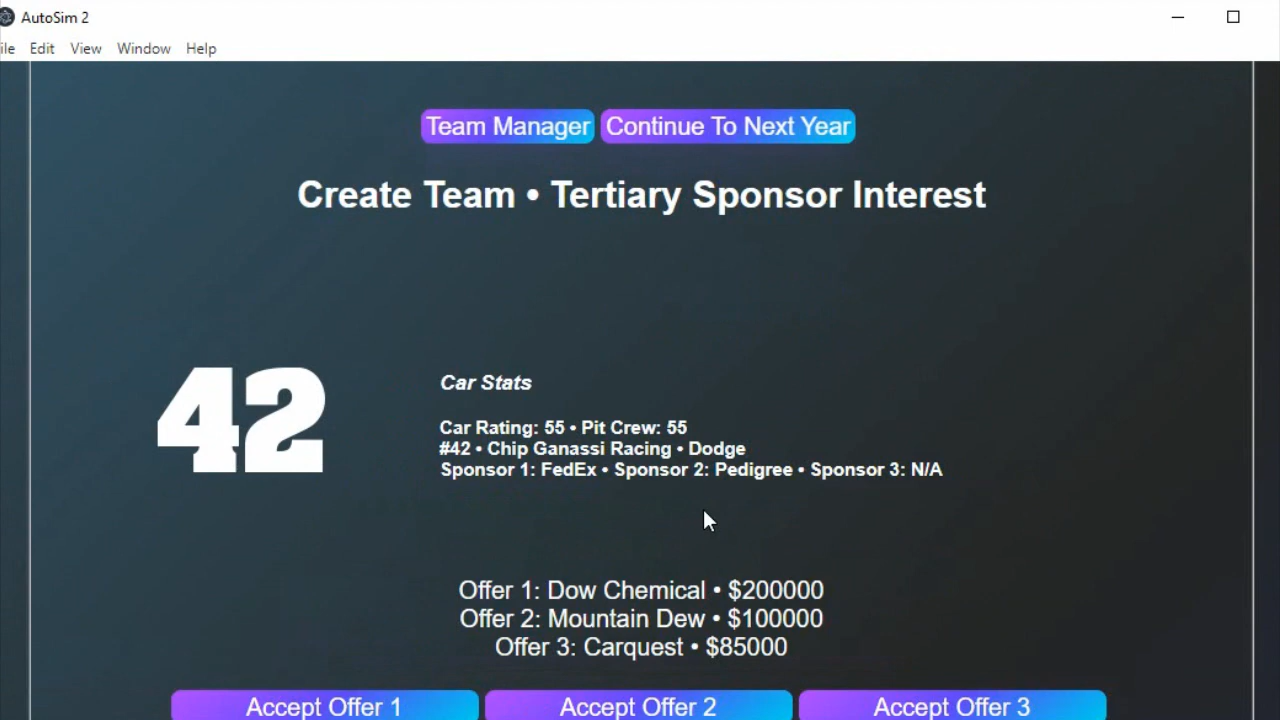 AutoSim 2
ile Edit View Window Help
Team Manager Continue To Next Year
Create Team • Tertiary Sponsor Interest
42
Car Stats
Car Rating: 55 • Pit Crew: 55
#42 • Chip Ganassi Racing • Dodge
Sponsor 1: FedEx • Sponsor 2: Pedigree • Sponsor 3: N/A
Offer 1: Dow Chemical • $200000
Offer 2: Mountain Dew • $100000
Offer 3: Carquest • $85000
Accept Offer 1 Accept Offer 2 Accept Offer 3